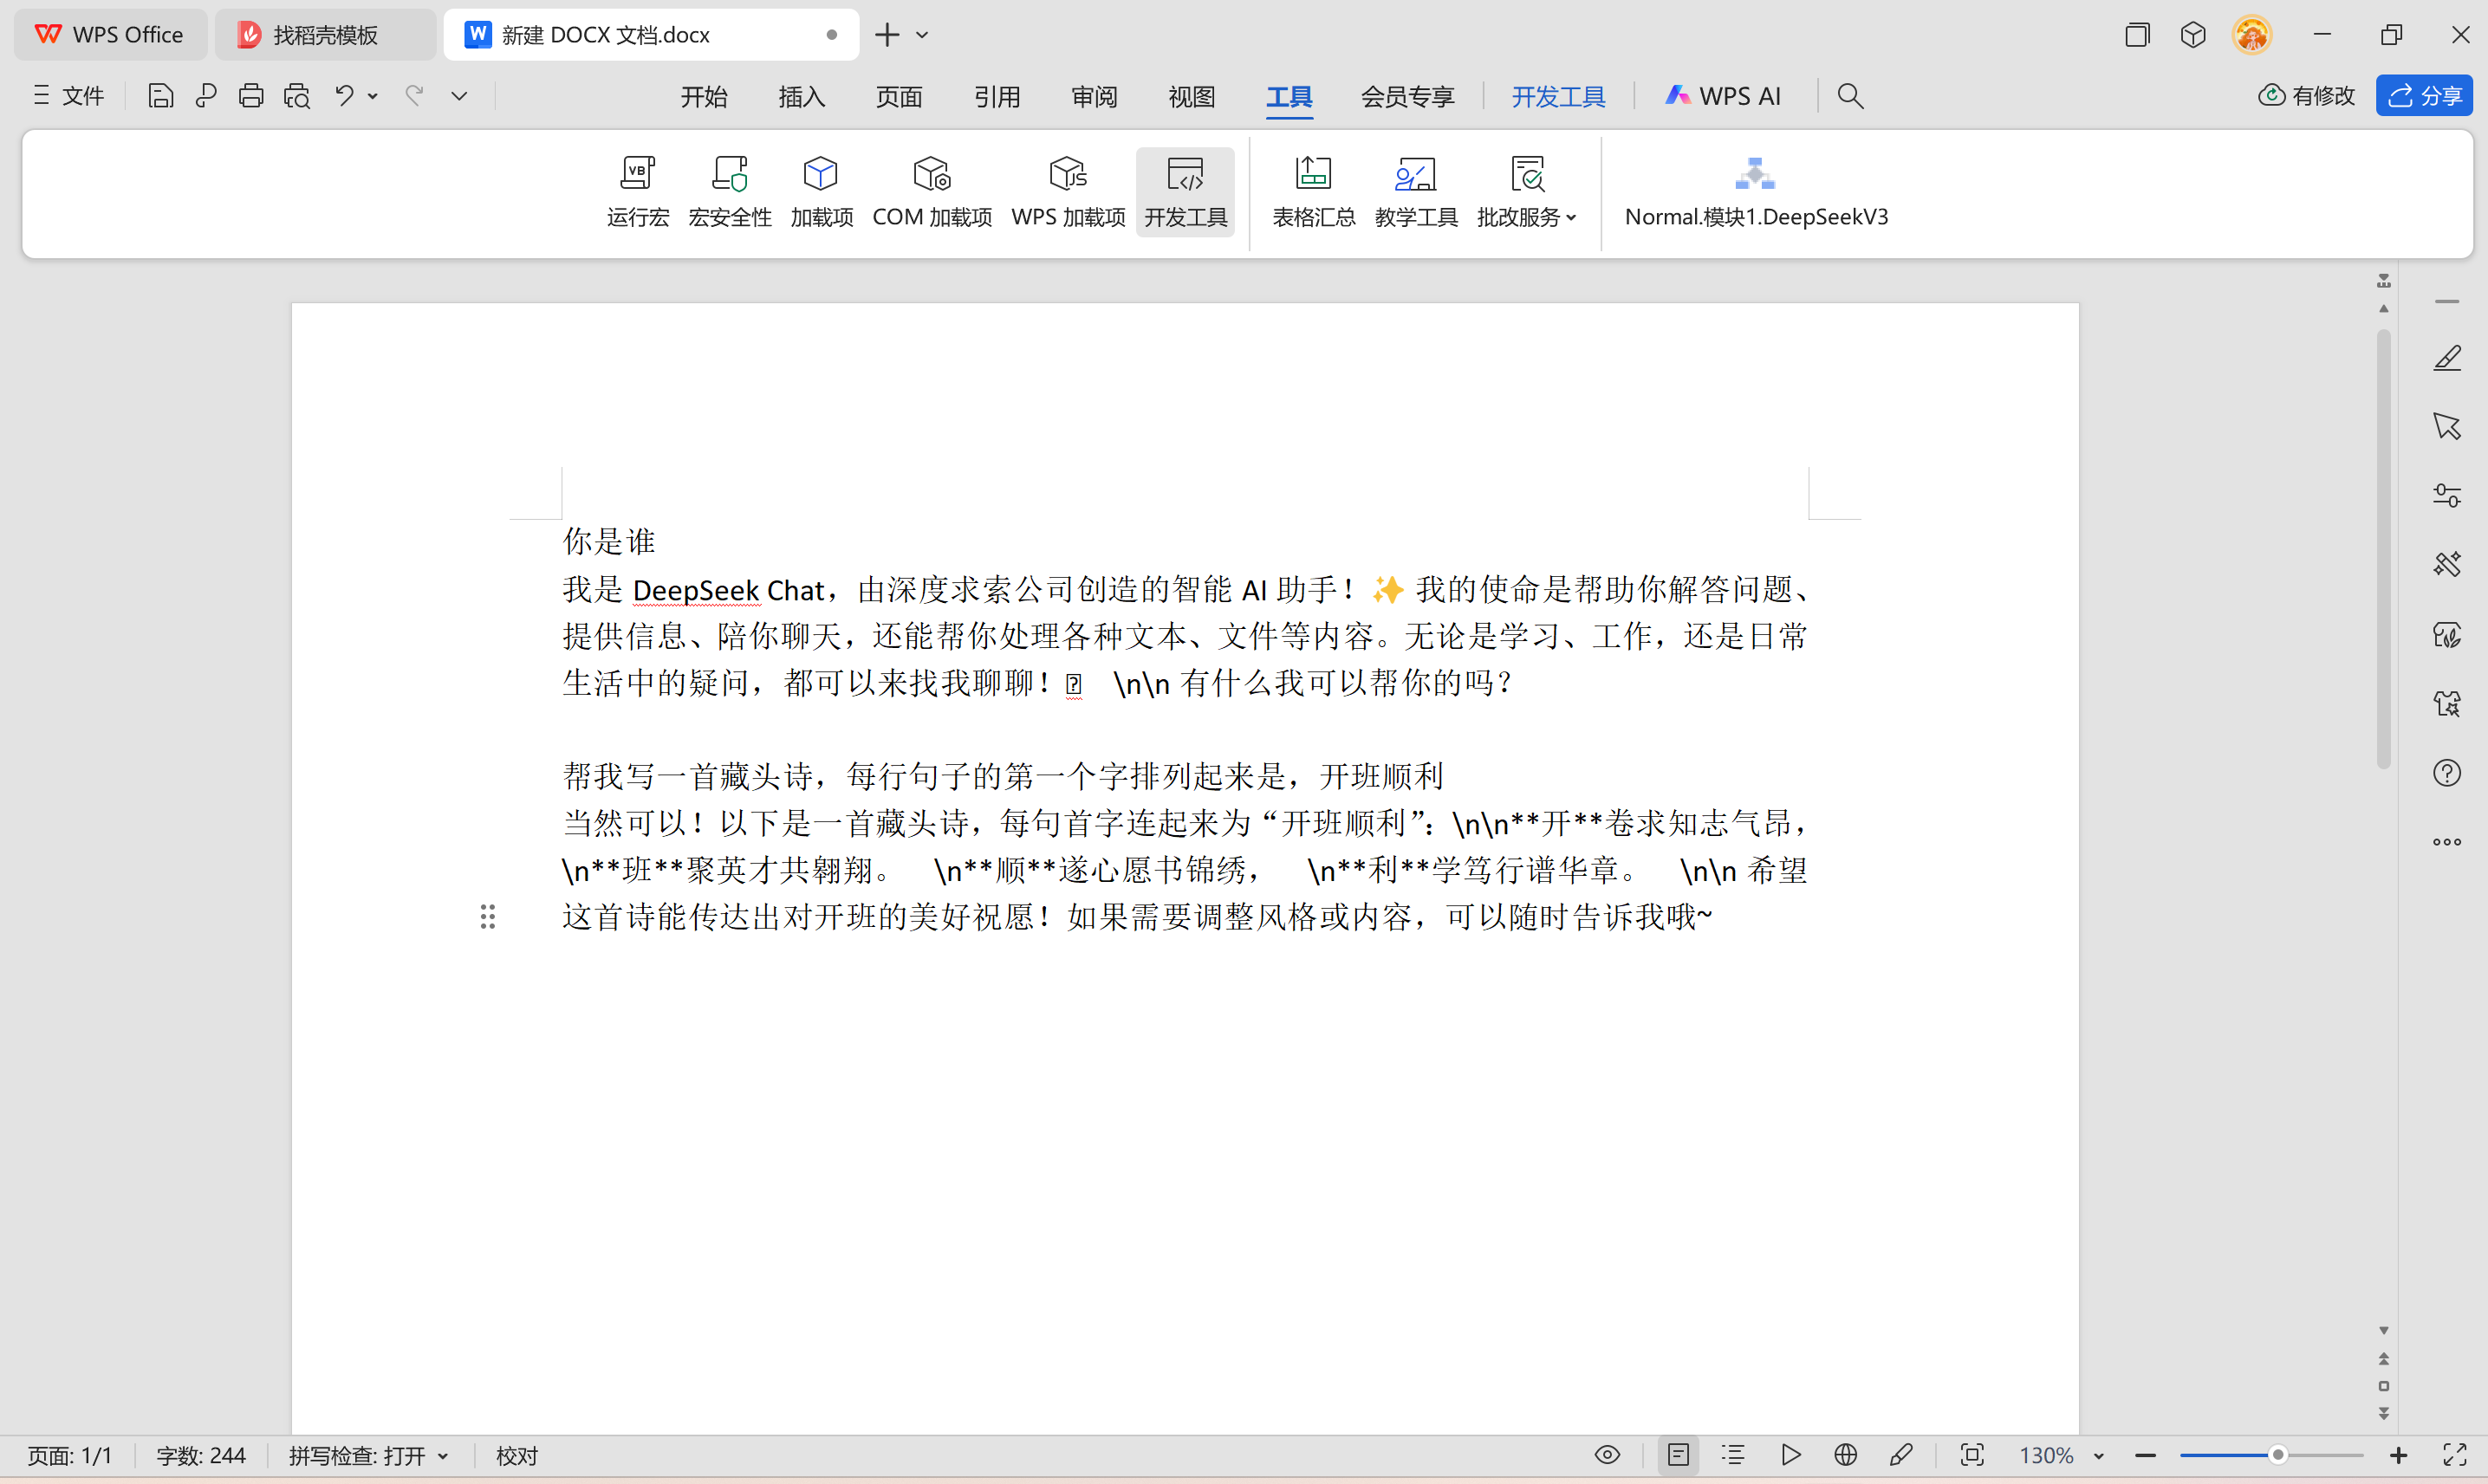 WPS Office 找稻壳模板 新建 DOCX 文档.docx
文件 开始 插入 页面 引用 审阅 视图 工具 会员专享 开发工具 WPS AI 有修改 分享
运行宏 宏安全性 加载项 COM 加载项 WPS 加载项 开发工具 表格汇总 教学工具 批改服务 Normal.模块1.DeepSeekV3
你是谁
我是 DeepSeek Chat，由深度求索公司创造的智能 AI 助手！✨ 我的使命是帮助你解答问题、
提供信息、陪你聊天，还能帮你处理各种文本、文件等内容。无论是学习、工作，还是日常
生活中的疑问，都可以来找我聊聊！ \n\n 有什么我可以帮你的吗？
帮我写一首藏头诗，每行句子的第一个字排列起来是，开班顺利
当然可以！以下是一首藏头诗，每句首字连起来为“开班顺利”：\n\n**开**卷求知志气昂，
\n**班**聚英才共翱翔。 \n**顺**遂心愿书锦绣， \n**利**学笃行谱华章。 \n\n 希望
这首诗能传达出对开班的美好祝愿！如果需要调整风格或内容，可以随时告诉我哦~
页面: 1/1 字数: 244 拼写检查: 打开 校对 130%